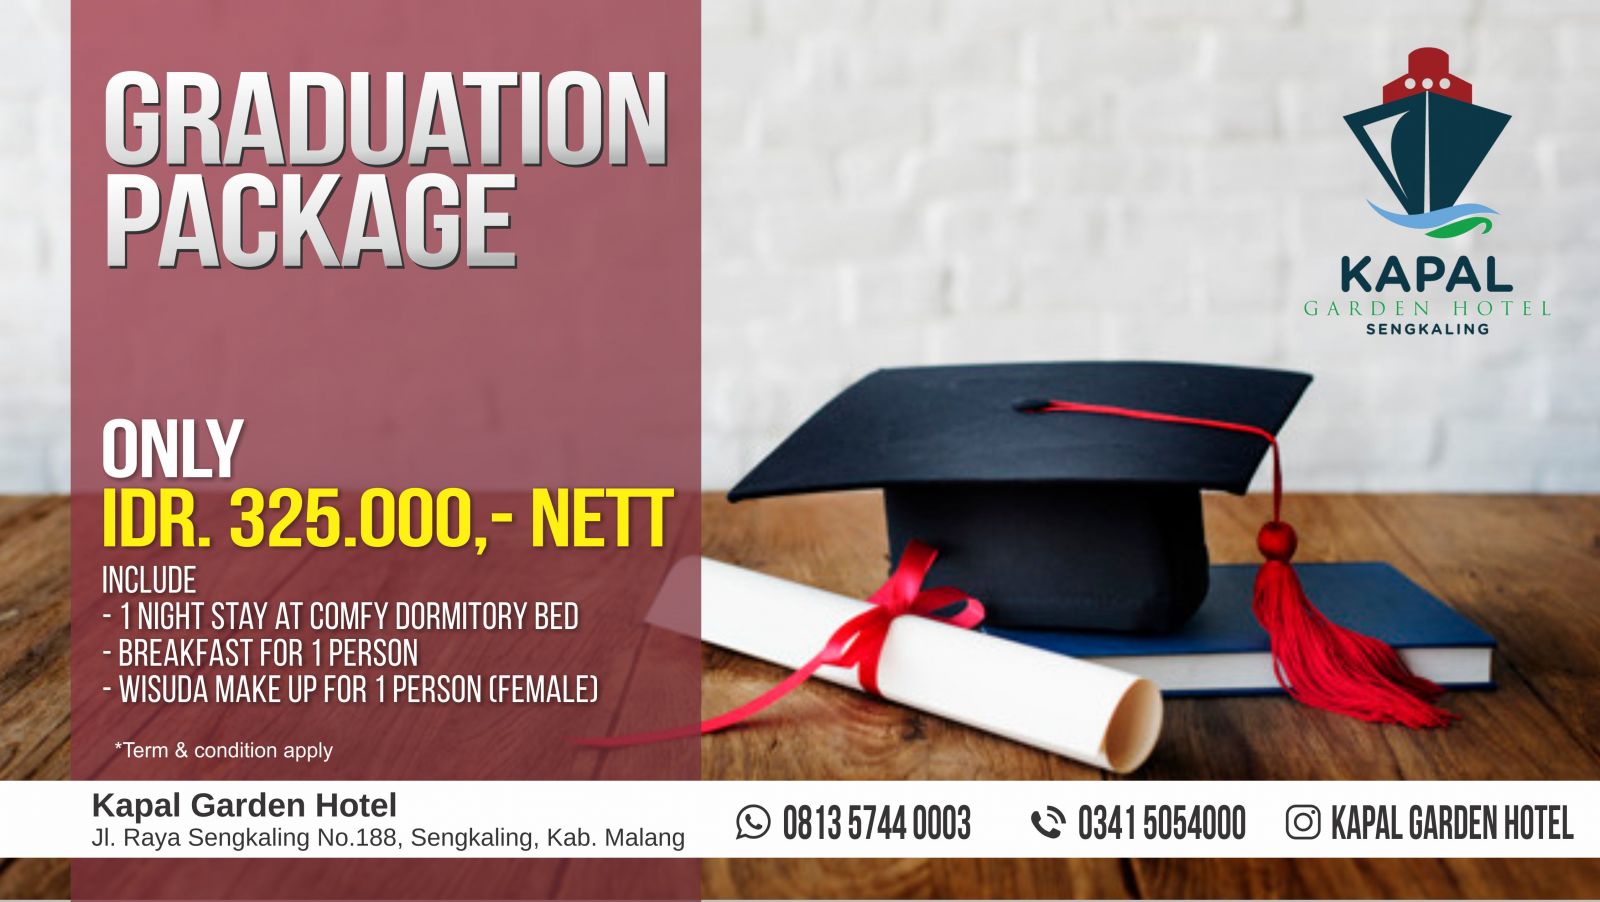 GRADUATION
PACKAGE
ONLY
IDR. 325.000,- NETT
INCLUDE
- 1 NIGHT STAY AT COMFY DORMITORY BED
- BREAKFAST FOR 1 PERSON
- WISUDA MAKE UP FOR 1 PERSON (FEMALE)
*Term & condition apply
KAPAL
GARDEN HOTEL
SENGKALING
Kapal Garden Hotel
Jl. Raya Sengkaling No.188, Sengkaling, Kab. Malang
0813 5744 0003
0341 5054000
KAPAL GARDEN HOTEL